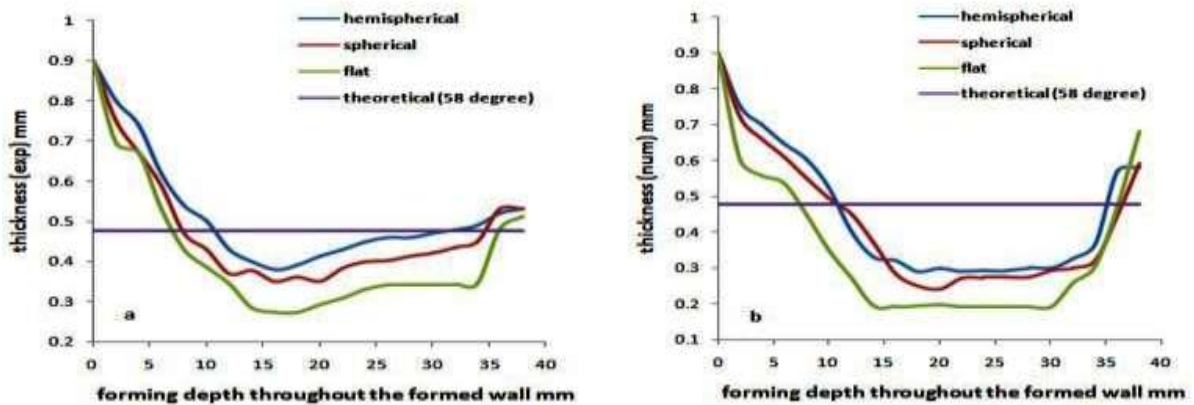 hemispherical
spherical
flat
theoretical (58 degree)
thickness (exp) mm
1
0.9
0.8
0.7
0.6
0.5
0.4
0.3
0.2
a
0 5 10 15 20 25 30 35 40
forming depth throughout the formed wall mm
hemispherical
spherical
flat
theoretical (58 degree)
thickness (num) mm
1
0.9
0.8
0.7
0.6
0.5
0.4
0.3
0.2
0.1
b
0 5 10 15 20 25 30 35 40
forming depth throughout the formed wall mm